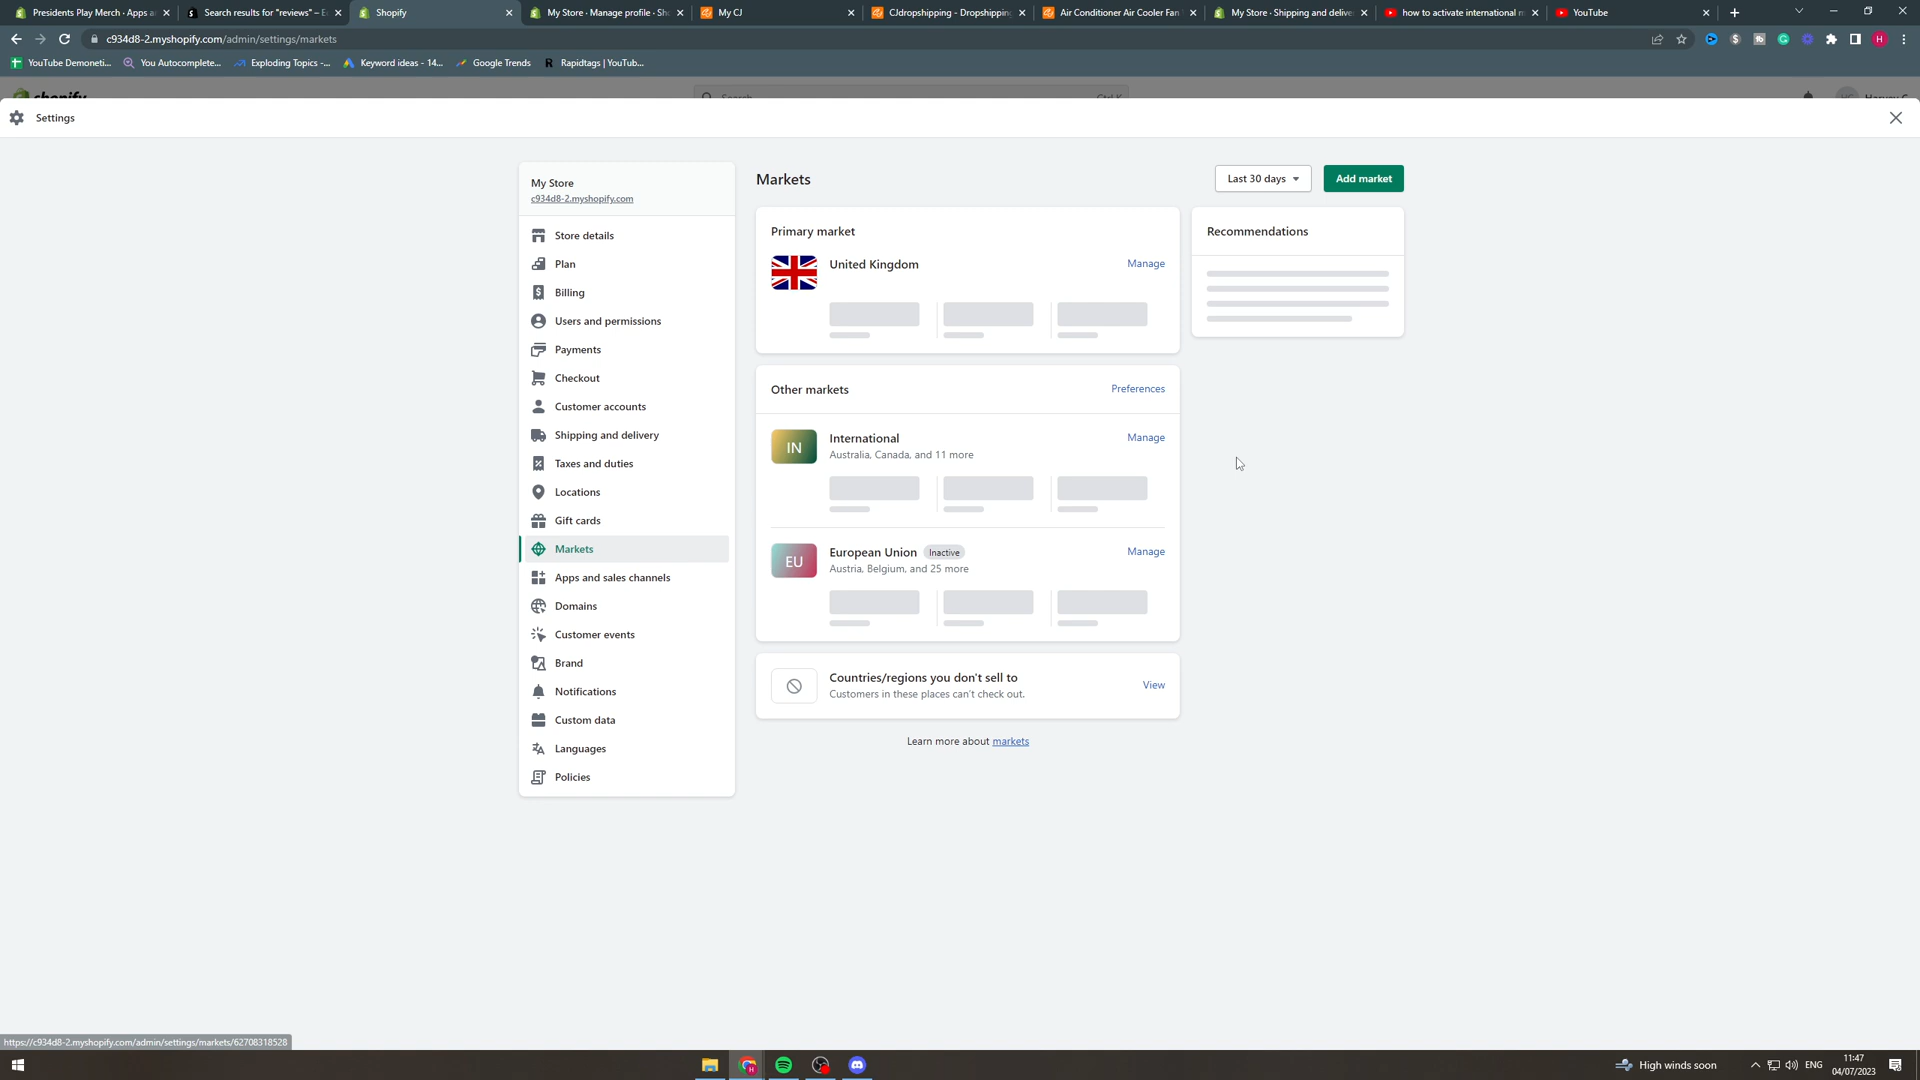 Presidents Play Merch · Apps a
Search results for "reviews" – E
Shopify
My Store · Manage profile · Sh
My CJ
CJdropshipping - Dropshipping
Air Conditioner Air Cooler Fan
My Store · Shipping and delive
how to activate international m
YouTube
c934d8-2.myshopify.com/admin/settings/markets
YouTube Demoneti...
You Autocomplete...
Exploding Topics -...
Keyword ideas - 14...
Google Trends
Rapidtags | YouTub...
Settings
My Store
c934d8-2.myshopify.com
Store details
Plan
Billing
Users and permissions
Payments
Checkout
Customer accounts
Shipping and delivery
Taxes and duties
Locations
Gift cards
Markets
Apps and sales channels
Domains
Customer events
Brand
Notifications
Custom data
Languages
Policies
Markets
Last 30 days
Add market
Primary market
United Kingdom
Manage
Recommendations
Other markets
Preferences
IN
International
Manage
Australia, Canada, and 11 more
EU
European Union
Inactive
Manage
Austria, Belgium, and 25 more
Countries/regions you don't sell to
Customers in these places can't check out.
View
Learn more about markets
https://c934d8-2.myshopify.com/admin/settings/markets/62708318528
High winds soon
ENG
11:47
04/07/2023